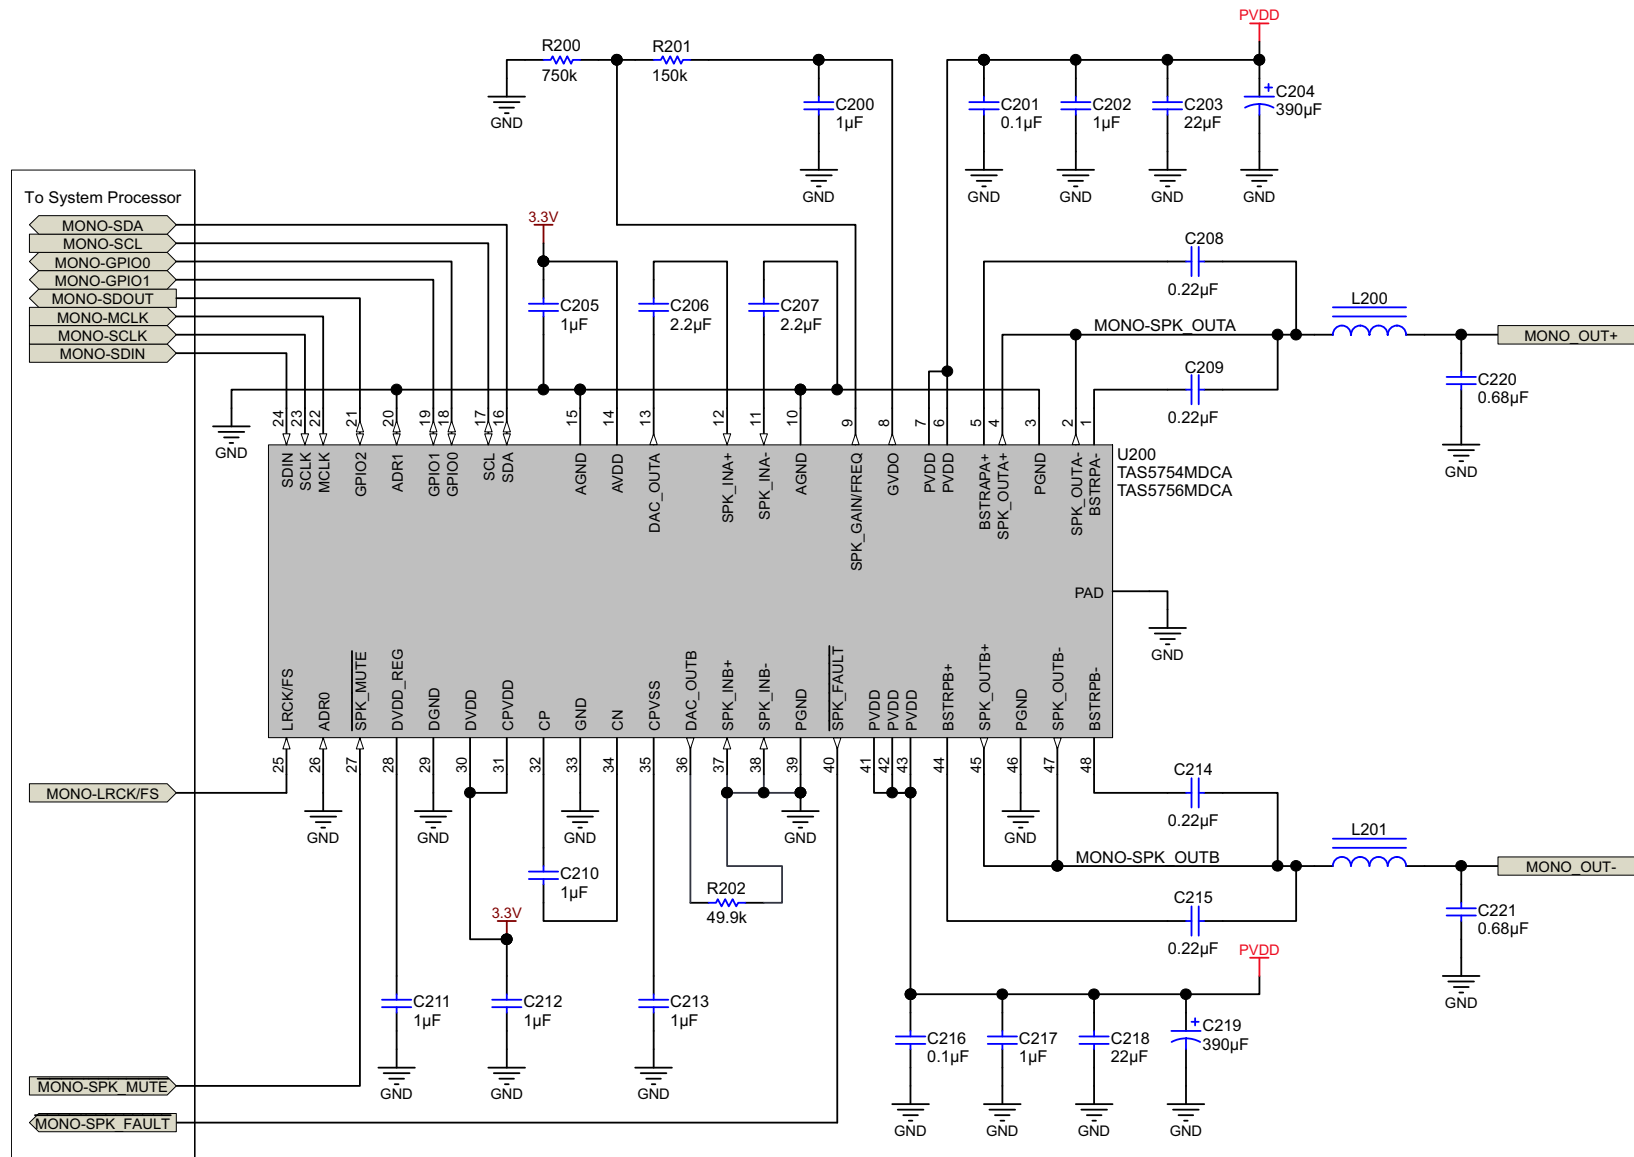 PVDD
R200
750k
R201
150k
GND
C200
1µF
GND
C201
0.1µF
GND
C202
1µF
GND
C203
22µF
GND
C204
390µF
GND
+
To System Processor
MONO-SDA
MONO-SCL
MONO-GPIO0
MONO-GPIO1
MONO-SDOUT
MONO-MCLK
MONO-SCLK
MONO-SDIN
3.3V
C205
1µF
C206
2.2µF
C207
2.2µF
C208
0.22µF
MONO-SPK_OUTA
C209
0.22µF
L200
MONO_OUT+
C220
0.68µF
GND
GND
24
23
22
21
20
19
18
17
16
15
14
13
12
11
10
9
8
7
6
5
4
3
2
1
U200
TAS5754MDCA
TAS5756MDCA
SDIN
SCLK
MCLK
GPIO2
ADR1
GPIO1
GPIO0
SCL
SDA
AGND
AVDD
DAC_OUTA
SPK_INA+
SPK_INA-
AGND
SPK_GAIN/FREQ
GVDO
PVDD
PVDD
BSTRAPA+
SPK_OUTA+
PGND
SPK_OUTA-
BSTRPA-
PAD
GND
LRCK/FS
ADR0
SPK_MUTE
DVDD_REG
DGND
DVDD
CPVDD
CP
GND
CN
CPVSS
DAC_OUTB
SPK_INB+
SPK_INB-
PGND
SPK_FAULT
PVDD
PVDD
PVDD
BSTRPB+
SPK_OUTB+
PGND
SPK_OUTB-
BSTRPB-
25
26
27
28
29
30
31
32
33
34
35
36
37
38
39
40
41
42
43
44
45
46
47
48
MONO-LRCK/FS
GND
GND
GND
GND
GND
C214
0.22µF
MONO-SPK_OUTB
C215
0.22µF
L201
MONO_OUT-
C221
0.68µF
GND
C210
1µF
R202
49.9k
3.3V
C211
1µF
GND
C212
1µF
GND
C213
1µF
GND
PVDD
C216
0.1µF
GND
C217
1µF
GND
C218
22µF
GND
+
C219
390µF
GND
MONO-SPK_MUTE
MONO-SPK_FAULT